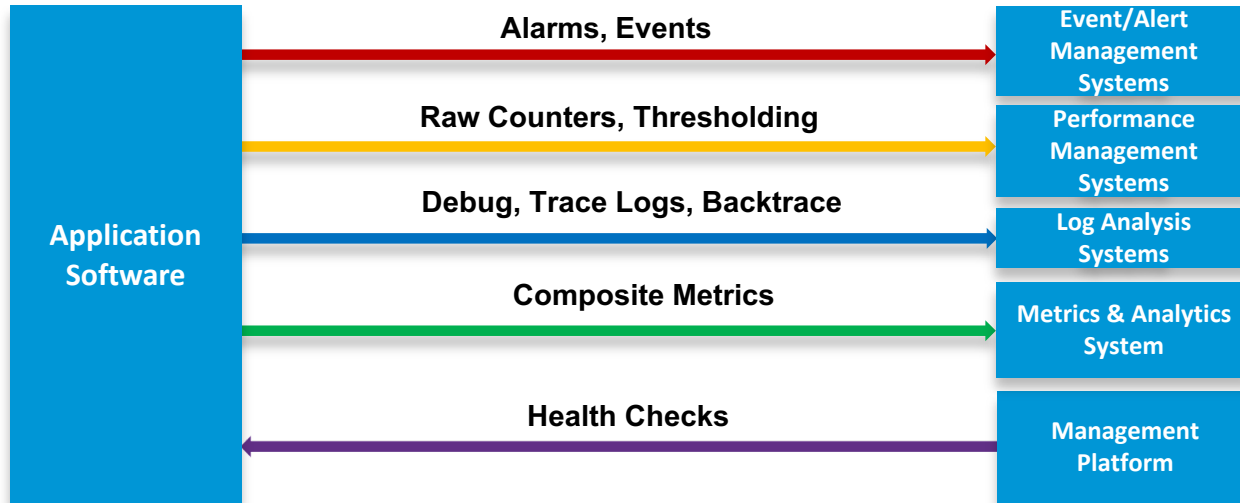 Application
Software
Alarms, Events
Event/Alert
Management
Systems
Raw Counters, Thresholding
Performance
Management
Systems
Debug, Trace Logs, Backtrace
Log Analysis
Systems
Composite Metrics
Metrics & Analytics
System
Health Checks
Management
Platform